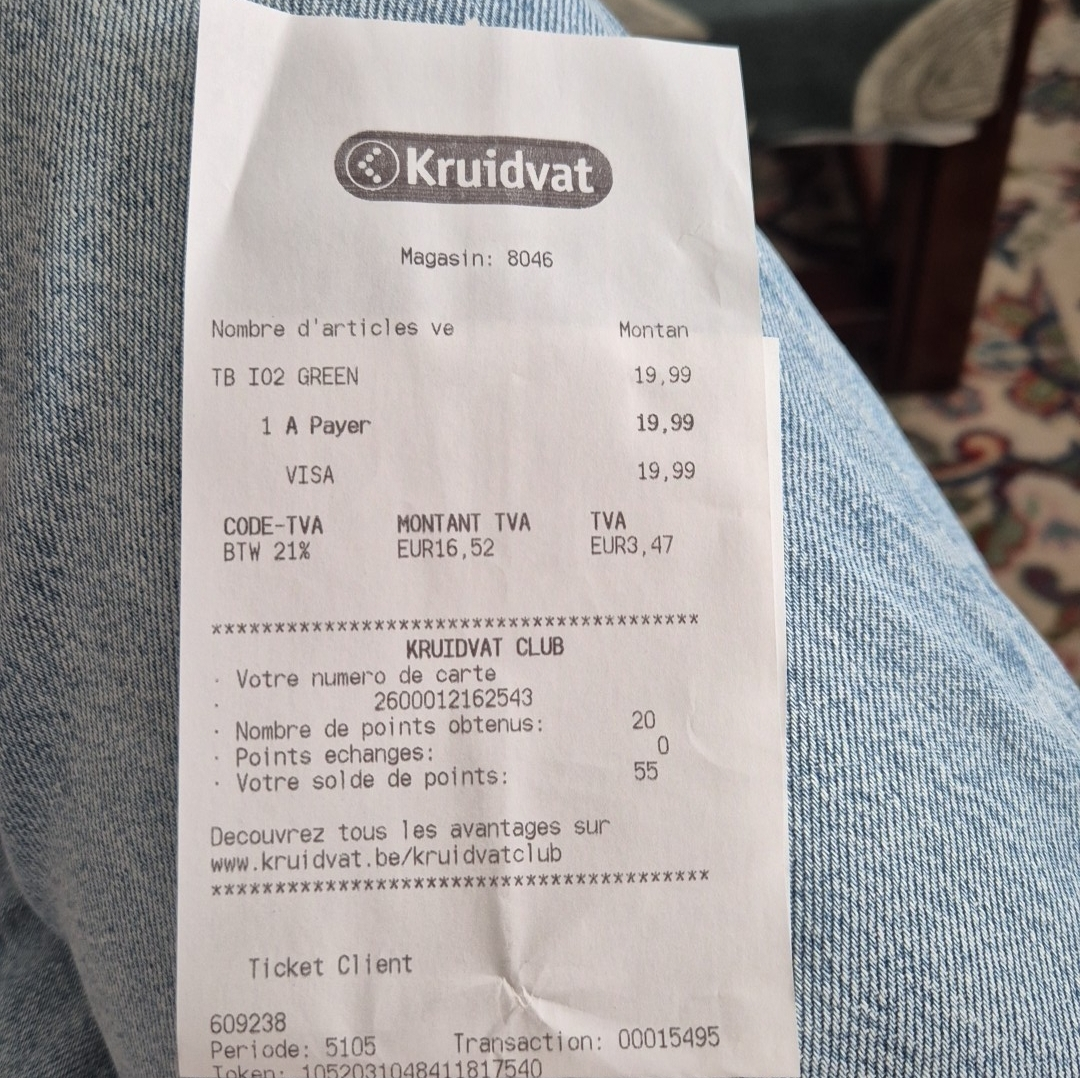 Kruidvat
Magasin: 8046
Nombre d'articles ve Montan
TB IO2 GREEN 19,99
1 A Payer 19,99
VISA 19,99
CODE-TVA MONTANT TVA TVA
BTW 21% EUR16,52 EUR3,47
***************************************
KRUIDVAT CLUB
· Votre numero de carte
· 2600012162543
· Nombre de points obtenus: 20
· Points echanges: 0
· Votre solde de points: 55
Decouvrez tous les avantages sur
www.kruidvat.be/kruidvatclub
***************************************
Ticket Client
609238
Periode: 5105 Transaction: 00015495
Token: 1052031048411817540